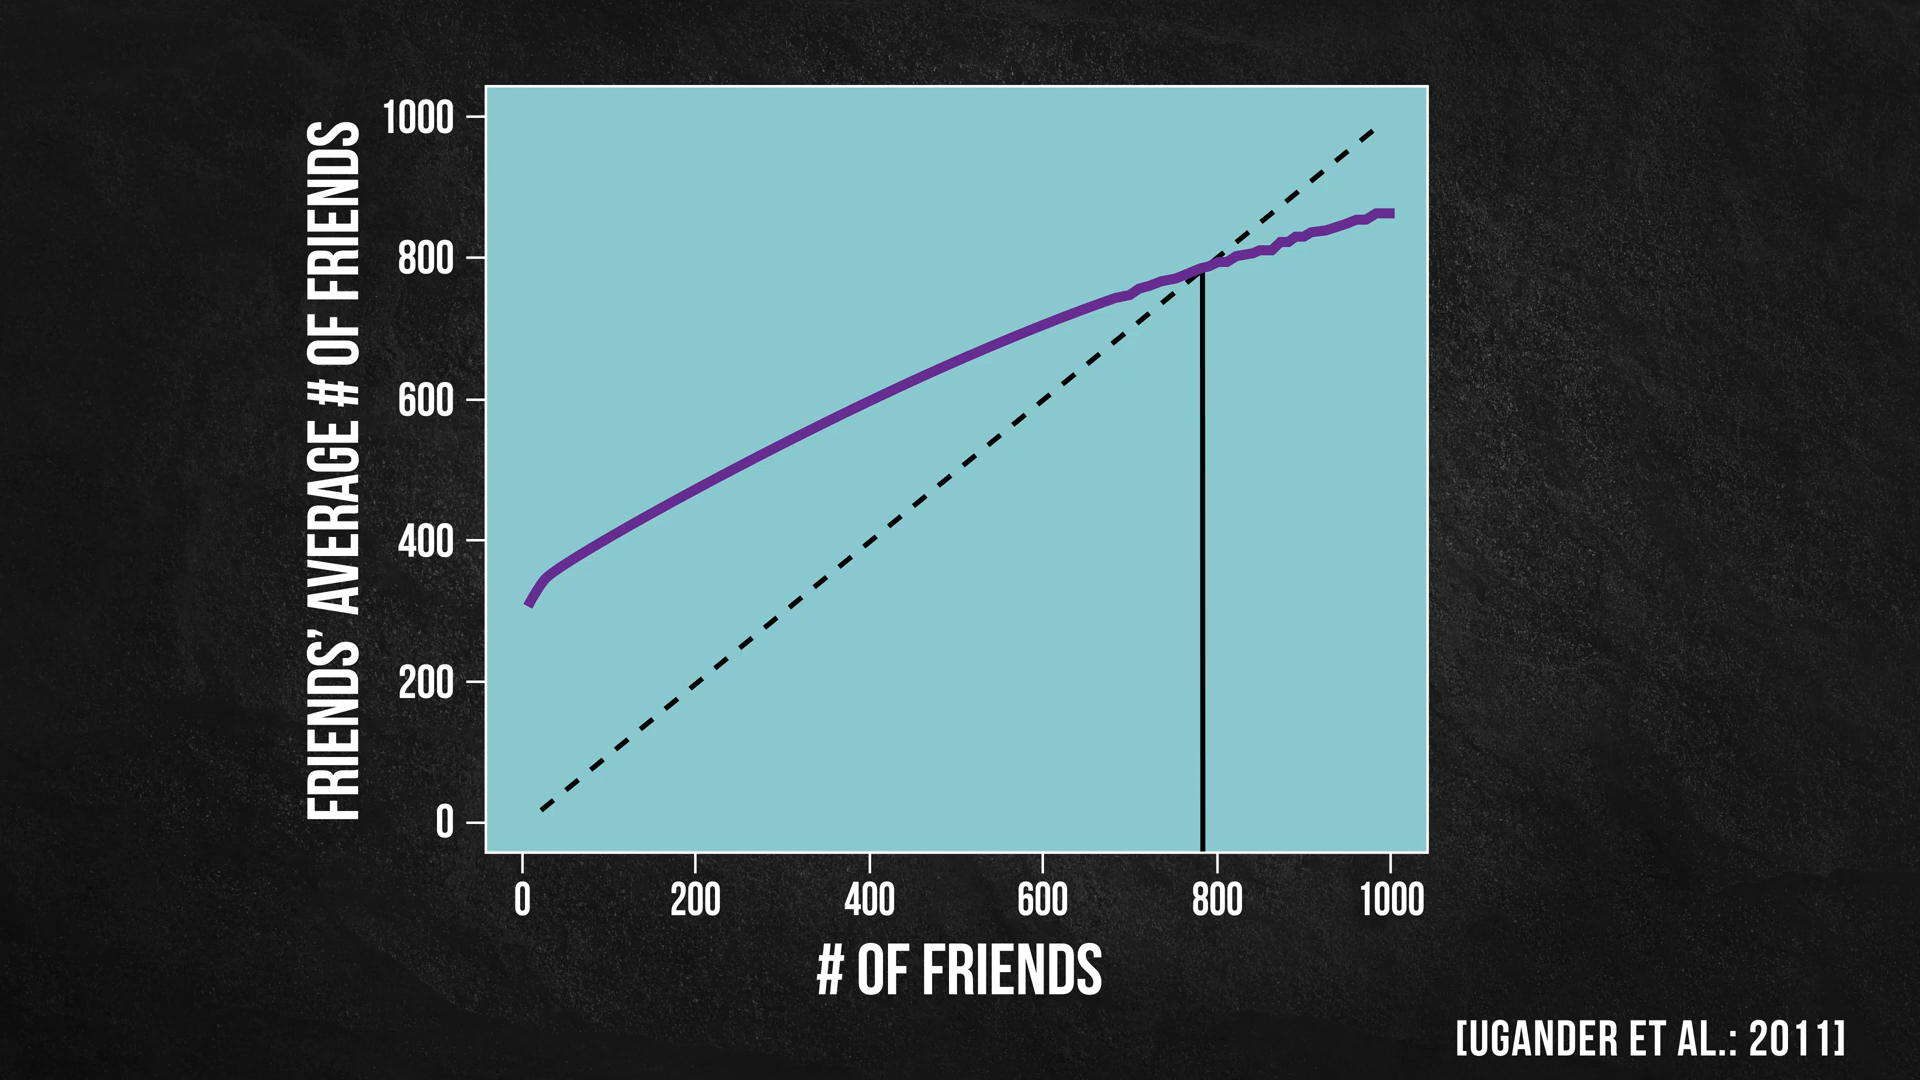 FRIENDS' AVERAGE # OF FRIENDS
1000
800
600
400
200
0
0 200 400 600 800 1000
# OF FRIENDS
[UGANDER ET AL.: 2011]